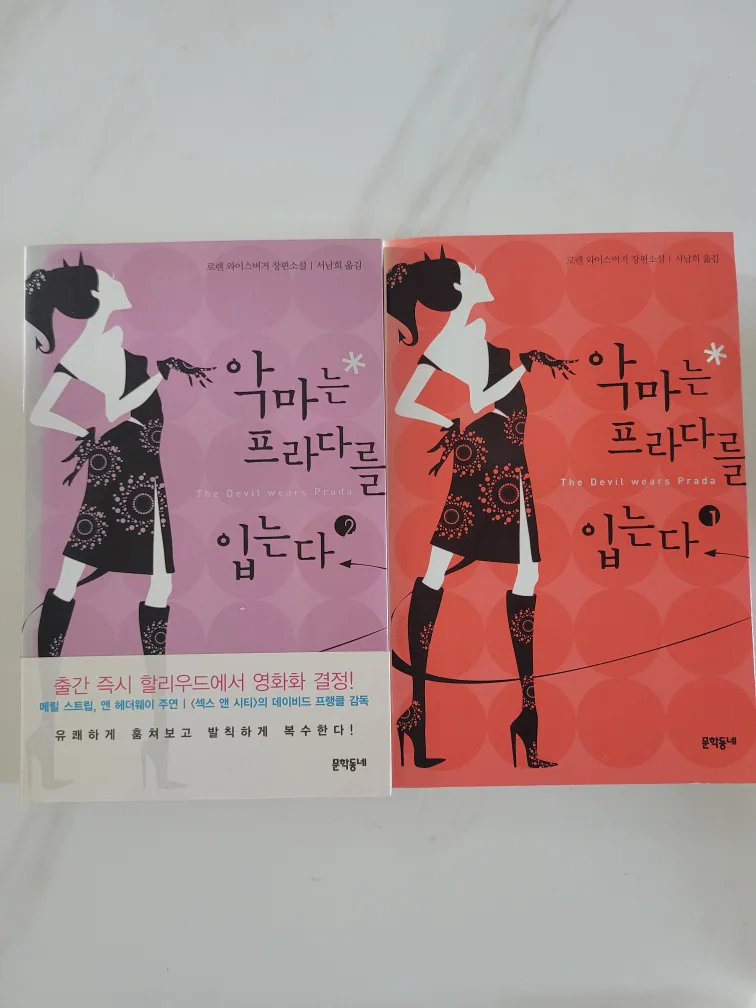 로렌 와이스버거 장편소설 | 서남희 옮김
악마는*
프라다를
The Devil wears Prada
입는다 2
출간 즉시 할리우드에서 영화화 결정!
메릴 스트립, 앤 헤더웨이 주연 | 〈섹스 앤 시티〉의 데이비드 프랭클 감독
유쾌하게 훔쳐보고 발칙하게 복수한다!
문학동네
로렌 와이스버거 장편소설 | 서남희 옮김
악마는*
프라다를
The Devil wears Prada
입는다 1
문학동네